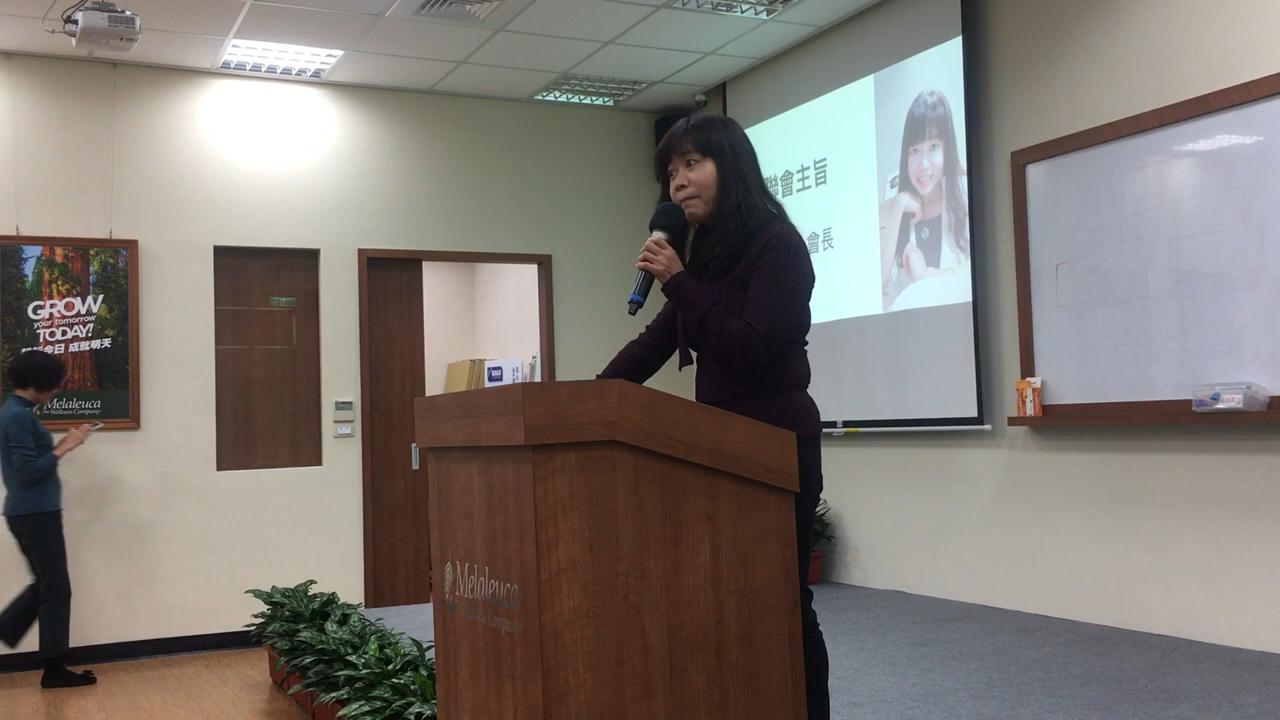 GROW
your tomorrow
TODAY!
今日 成就明天
Melaleuca
The Wellness Company
聯會主旨
會長
Melaleuca
The Wellness Company